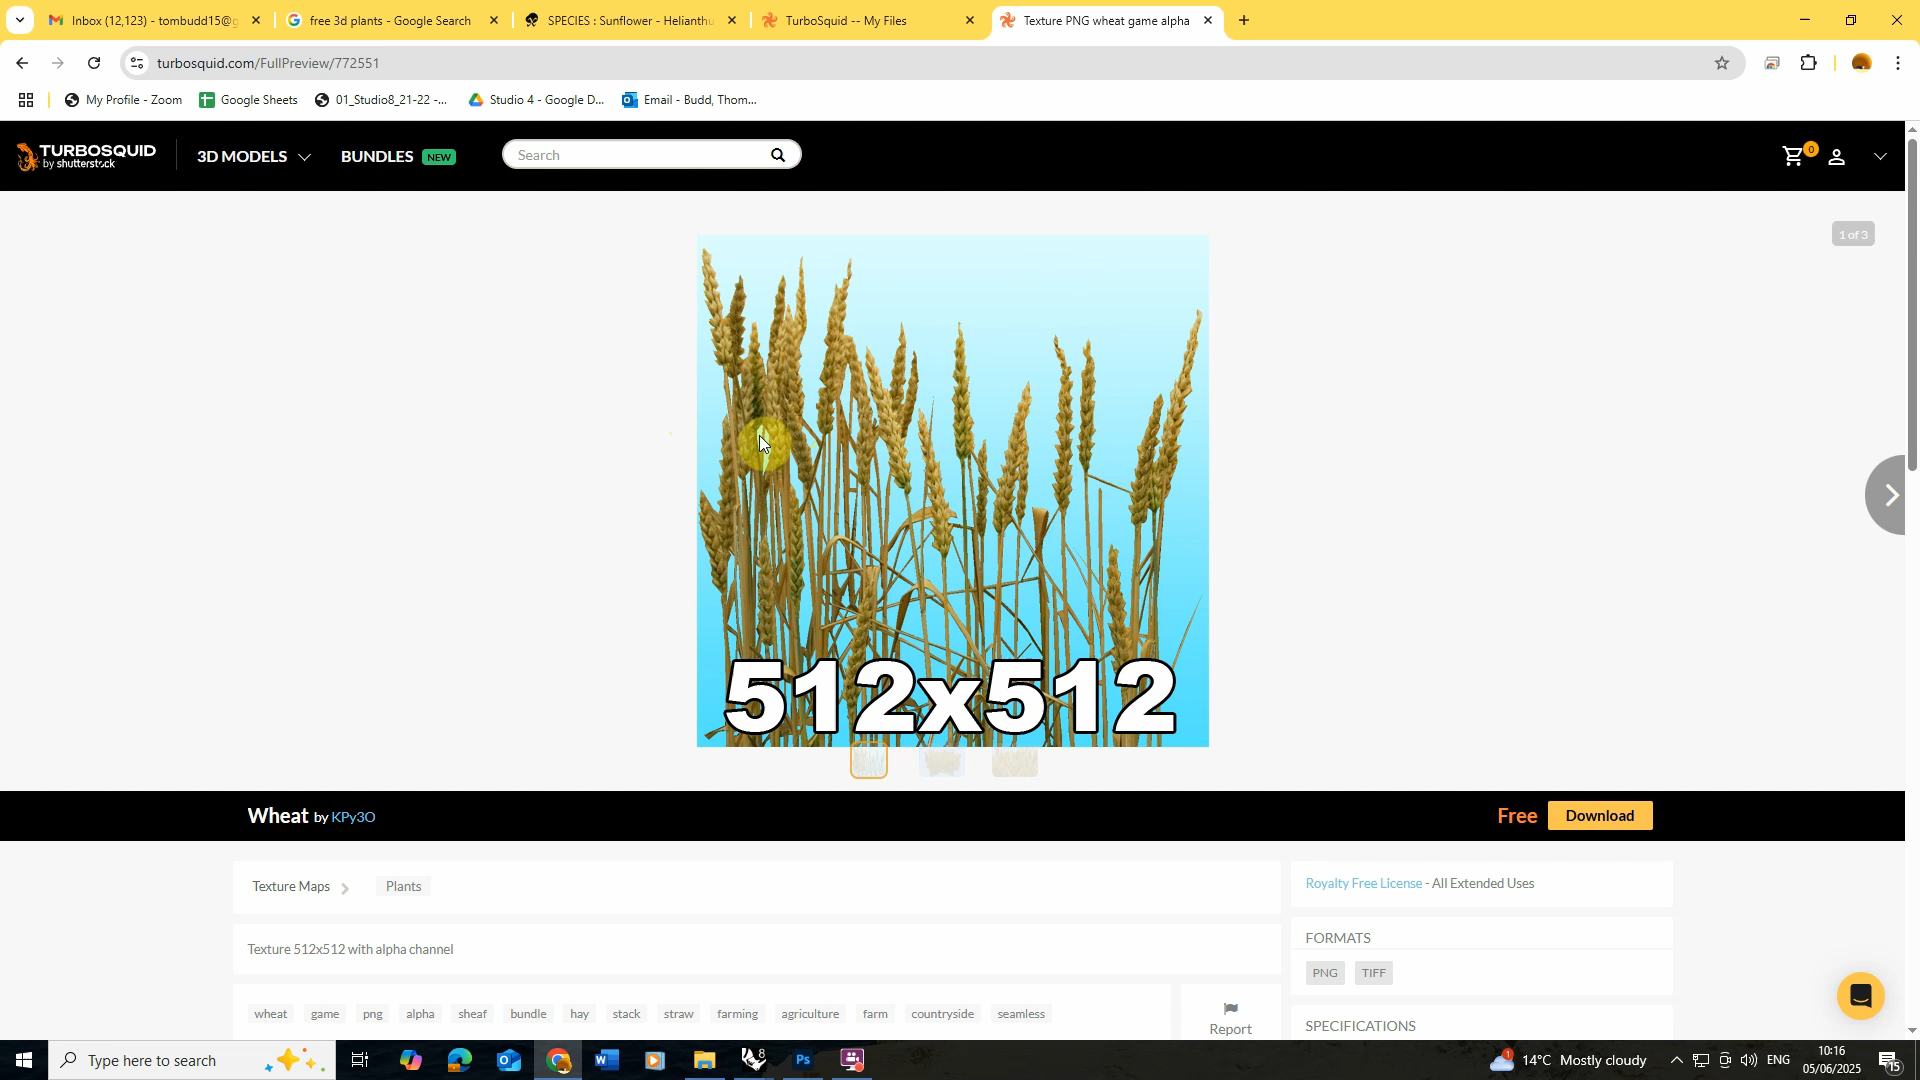 Inbox (12,123) - tombudd15@g
free 3d plants - Google Search
SPECIES : Sunflower - Helianthu
TurboSquid -- My Files
Texture PNG wheat game alpha
turbosquid.com/FullPreview/772551
My Profile - Zoom
Google Sheets
01_Studio8_21-22 -...
Studio 4 - Google D...
Email - Budd, Thom...
TURBOSQUID
by shutterstock
3D MODELS
BUNDLES NEW
Search
0
1 of 3
512x512
Wheat by KPy3O
Free
Download
Texture Maps
Plants
Royalty Free License - All Extended Uses
Texture 512x512 with alpha channel
FORMATS
PNG
TIFF
wheat game png alpha sheaf bundle hay stack straw farming agriculture farm countryside seamless
Report
SPECIFICATIONS
Type here to search
14°C Mostly cloudy
ENG
10:16
05/06/2025
15